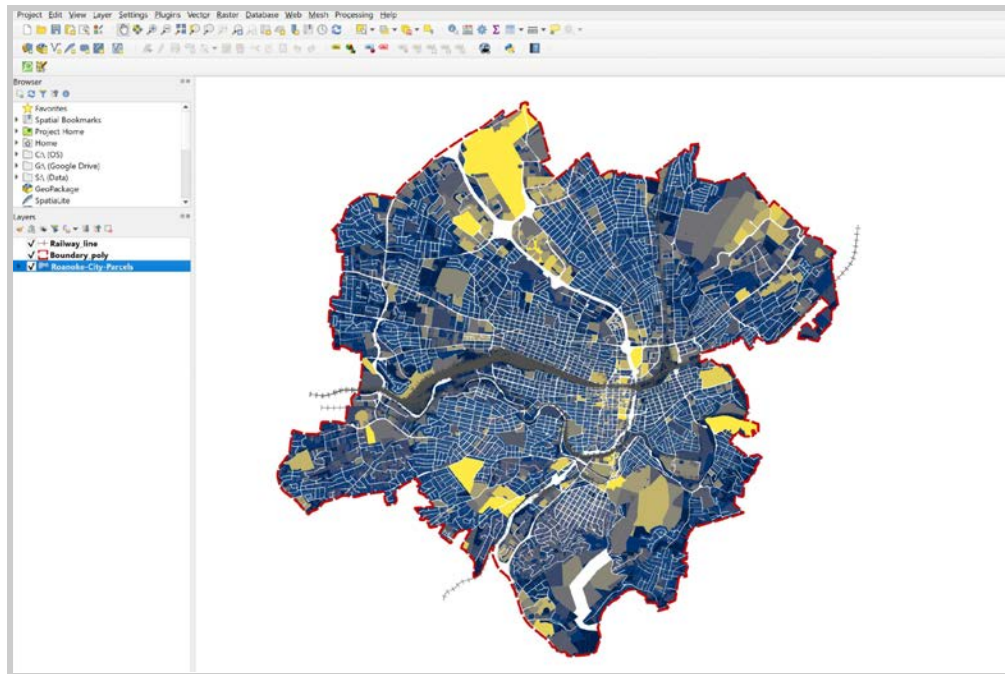 Project Edit View Layer Settings Plugins Vector Raster Database Web Mesh Processing Help
Browser
Favorites
Spatial Bookmarks
Project Home
Home
C:\ (OS)
G:\ (Google Drive)
S:\ (Data)
GeoPackage
SpatiaLite
Layers
Railway_line
Boundary_poly
Roanoke-City-Parcels